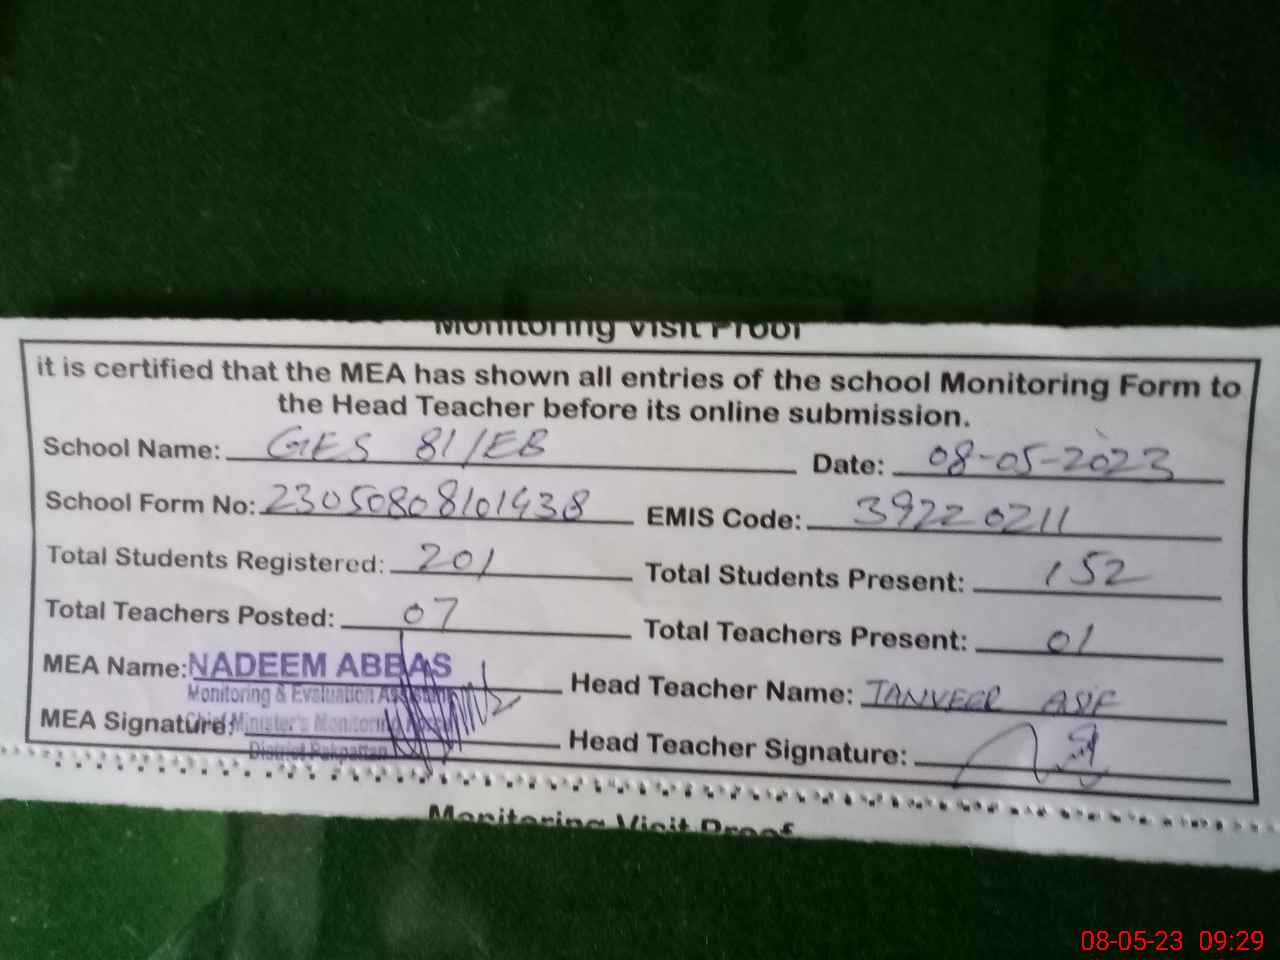 Monitoring Visit Proof
it is certified that the MEA has shown all entries of the school Monitoring Form to
the Head Teacher before its online submission.
School Name: GES 81/EB Date: 08-05-2023
School Form No: 23050808101438 EMIS Code: 39220211
Total Students Registered: 201 Total Students Present: 152
Total Teachers Posted: 07 Total Teachers Present: 01
MEA Name: NADEEM ABBAS Head Teacher Name: TANVEER ASIF
Monitoring & Evaluation
MEA Signature: Chief Minister's Monitoring Head Teacher Signature:
District Pakpattan
Monitoring Visit Proof
08-05-23 09:29